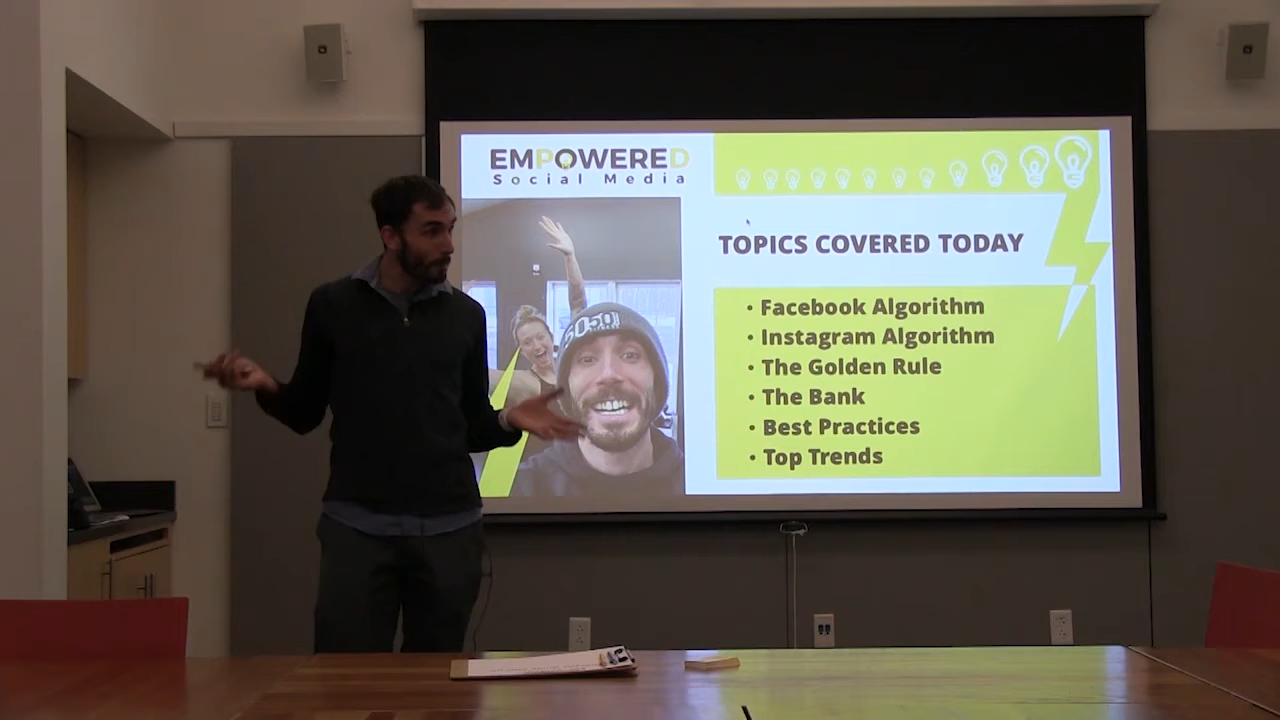 EMPOWERED
Social Media
TOPICS COVERED TODAY
• Facebook Algorithm
• Instagram Algorithm
• The Golden Rule
• The Bank
• Best Practices
• Top Trends